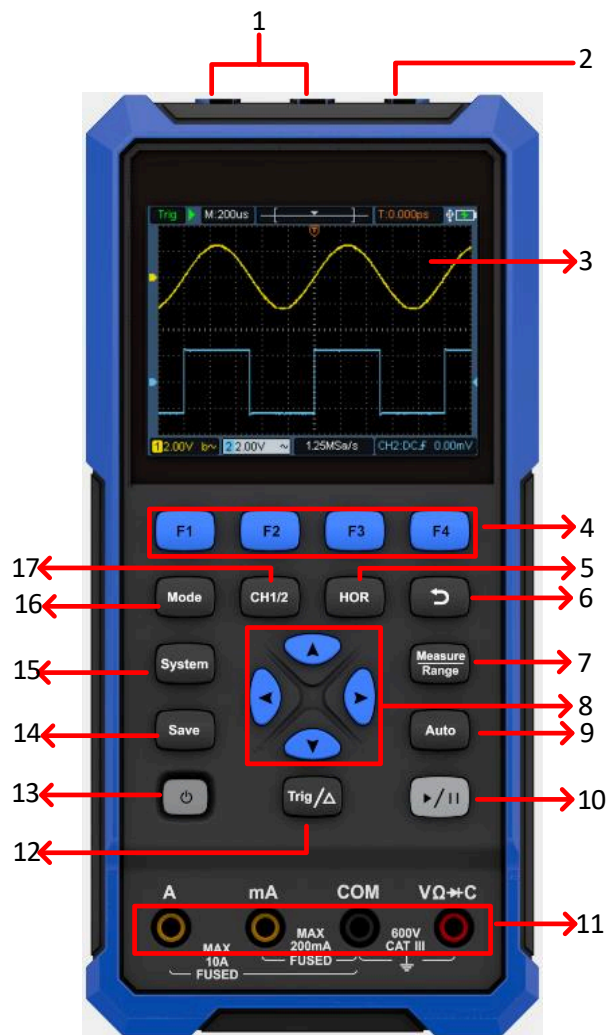 1
2
Trig M:200us T:0.000ps
T
3
1 2.00V b~ 2 2.00V ~ 1.25MSa/s CH2:DC 0.00mV
F1 F2 F3 F4
4
17
5
Mode CH1/2 HOR
16
6
System
Measure
Range
15
7
8
Save
Auto
14
9
13
Trig/△
▶/II
10
12
A mA COM VΩC
11
MAX
10A
FUSED
MAX
200mA
FUSED
600V
CAT III